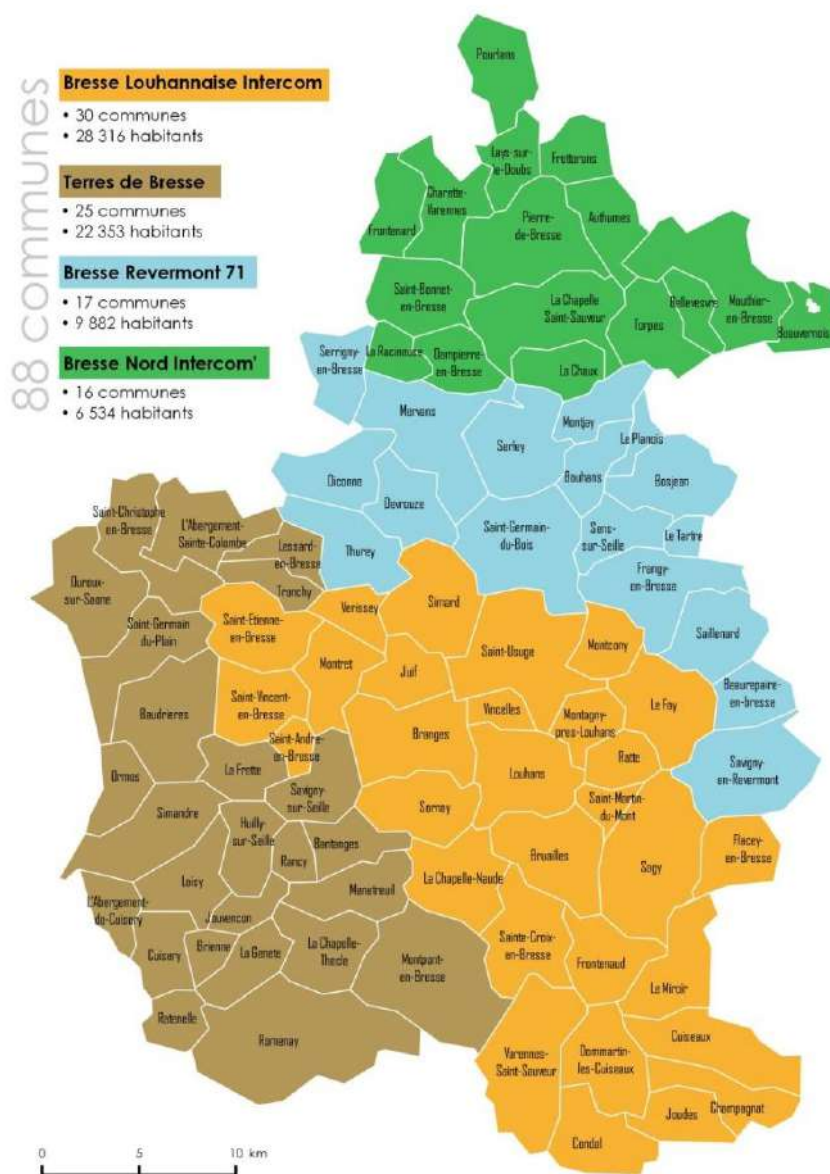 88 communes
Bresse Louhannaise Intercom
• 30 communes
• 28 316 habitants
Terres de Bresse
• 25 communes
• 22 353 habitants
Bresse Revermont 71
• 17 communes
• 9 882 habitants
Bresse Nord Intercom'
• 16 communes
• 6 534 habitants
Pourlans
Lays-sur-
le-Doubs
Fretterans
Charette-
Varennes
Frontenard
Pierre-
de-Bresse
Authumes
Saint-Bonnet-
en-Bresse
La Chapelle
Saint-Sauveur
Torpes
Bellevesvre
Mouthier-
en-Bresse
Beauvernois
Serrigny-
en-Bresse
La Racineuse
Dampierre-
en-Bresse
La Chaux
Mervans
Serley
Montjay
Le Planois
Bouhans
Bosjean
Diconne
Devrouze
Thurey
Saint-Germain-
du-Bois
Sens-
sur-Seille
Le Tartre
Frangy-
en-Bresse
Saillenard
Beaurepaire-
en-bresse
Savigny-
en-Revermont
Saint-Christophe
en-Bresse
L'Abergement-
Sainte-Colombe
Lessard-
en-Bresse
Tronchy
Ouroux-
sur-Saone
Saint-Germain
du-Plain
Baudrieres
Ormes
Simandre
La Frette
Savigny-
sur-Seille
Huilly-
sur-Seille
Rancy
Bantanges
Loisy
Jouvencon
Menetreuil
L'Abergement-
de-Cuisery
Cuisery
Brienne
La Genete
La Chapelle-
Thecle
Montpont-
en-Bresse
Ratenelle
Romenay
Saint-Etienne-
en-Bresse
Verissey
Simard
Montret
Juif
Saint-Usuge
Montcony
Saint-Vincent-
en-Bresse
Saint-Andre-
en-Bresse
Branges
Vincelles
Montagny-
pres-Louhans
Le Fay
Louhans
Ratte
Saint-Martin-
du-Mont
Sornay
Bruailles
Sagy
Flacey-
en-Bresse
La Chapelle-Naude
Sainte-Croix-
en-Bresse
Frontenaud
Le Miroir
Cuiseaux
Varennes-
Saint-Sauveur
Dommartin-
les-Cuiseaux
Joudes
Champagnat
Condal
0 5 10 km